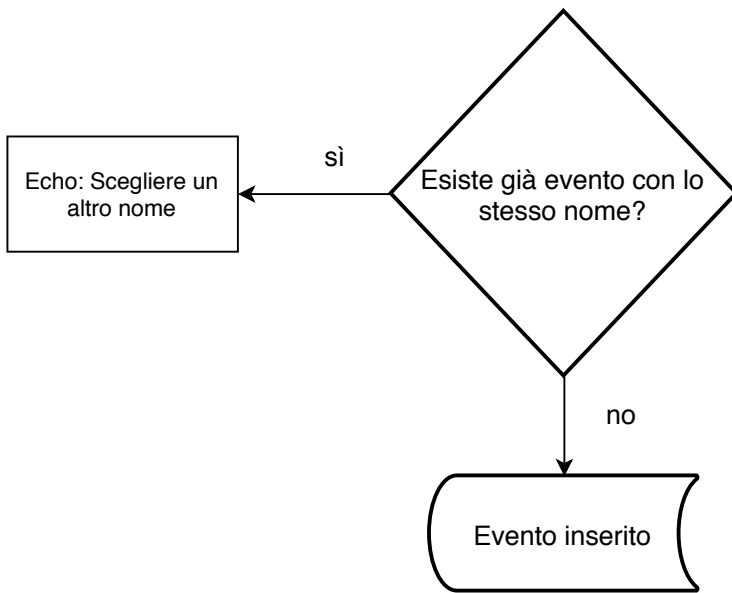 sì
Echo: Scegliere un
altro nome
Esiste già evento con lo
stesso nome?
no
Evento inserito